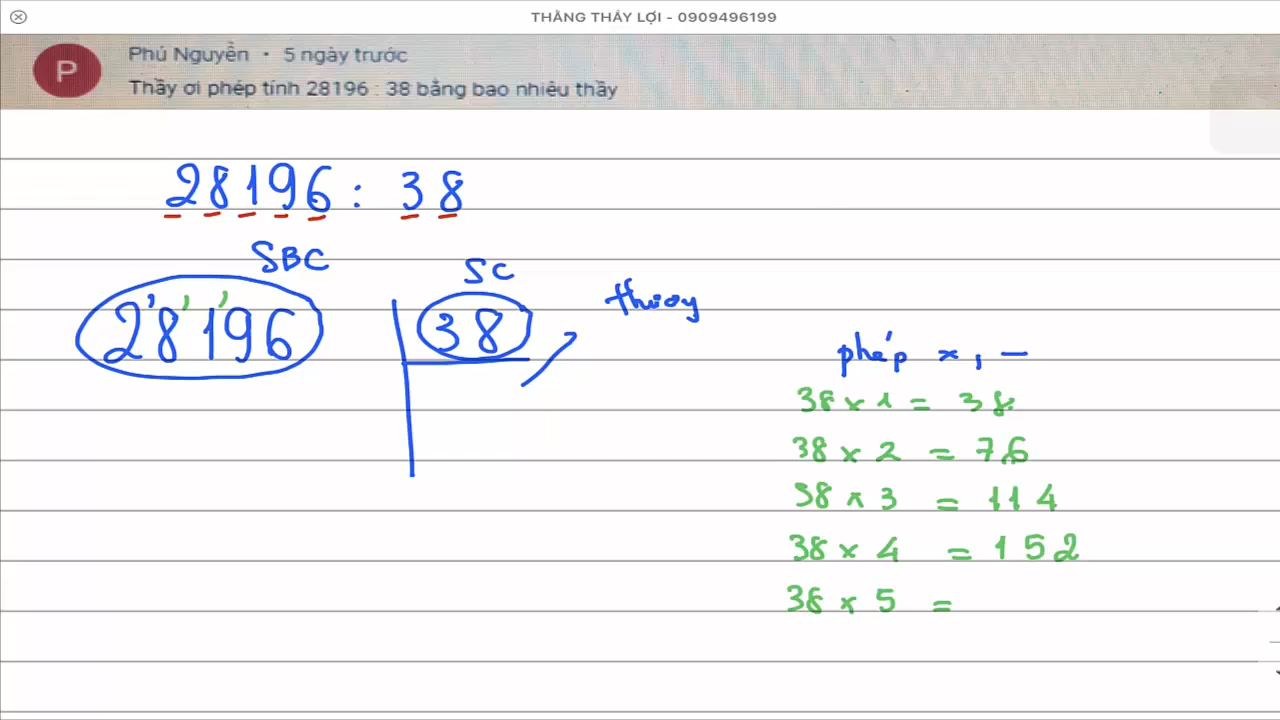 THẦNG THẦY LỢI - 0909496199
P
Phú Nguyễn • 5 ngày trước
Thầy ơi phép tính 28196 : 38 bằng bao nhiêu thầy
28196 : 38
SBC
SC
28196
38
thương
phép x, −
38 x 1 = 38
38 x 2 = 76
38 x 3 = 114
38 x 4 = 152
38 x 5 =